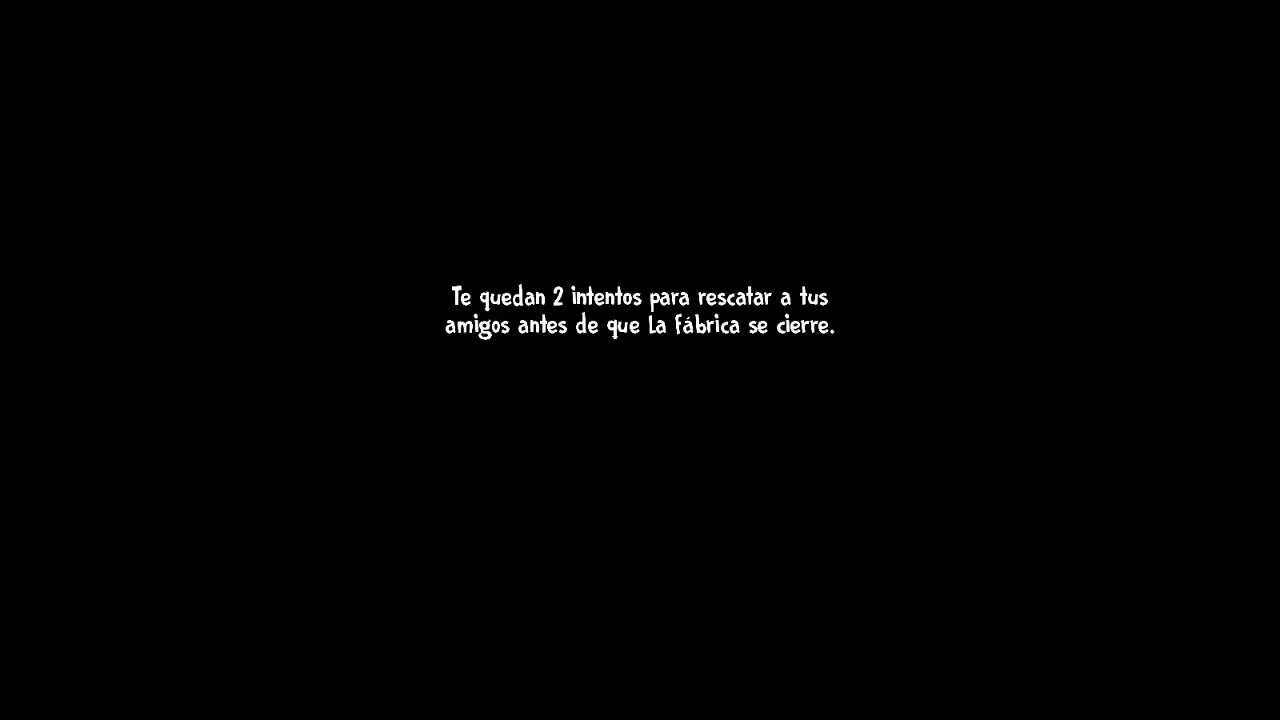 Te quedan 2 intentos para rescatar a tus
amigos antes de que la fábrica se cierre.